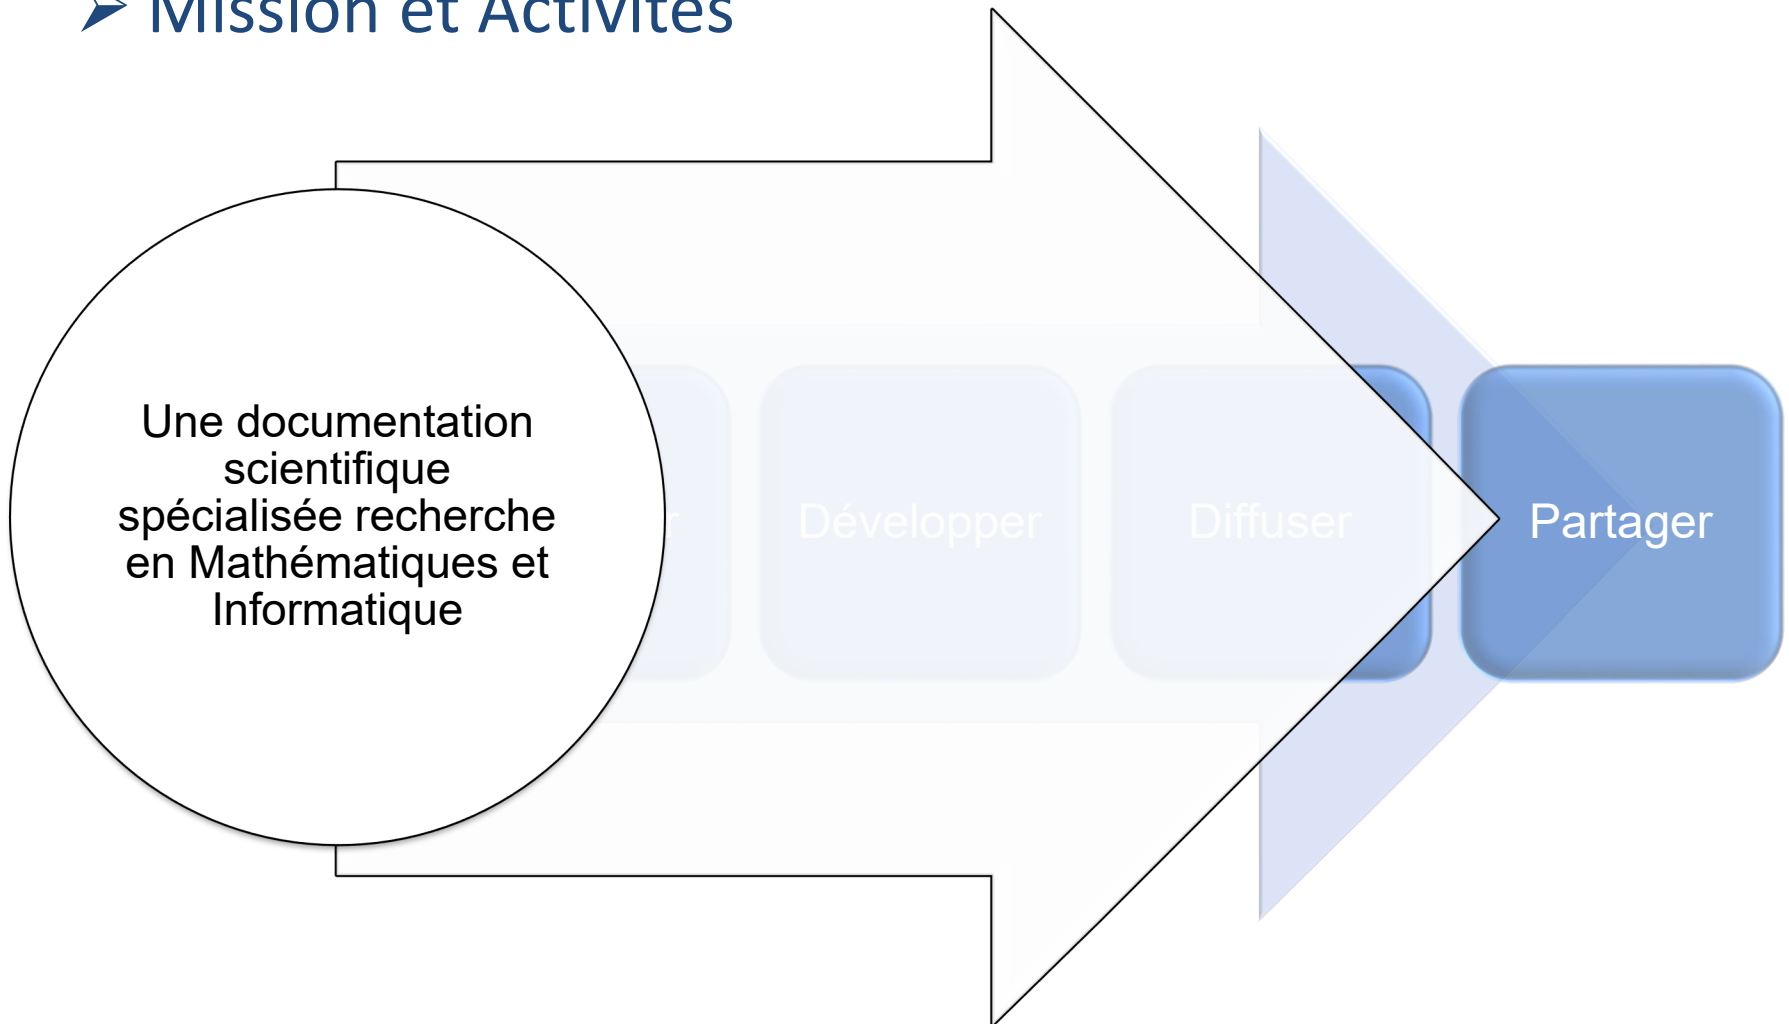 ➤ Mission et Activités
Une documentation
scientifique
spécialisée recherche
en Mathématiques et
Informatique
Développer
Diffuser
Partager